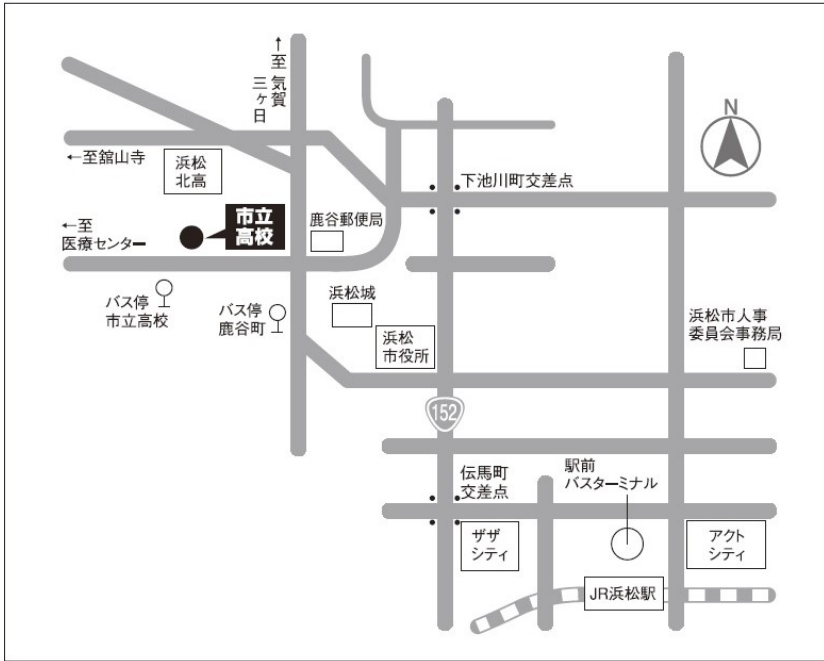 ↑至 気賀
三ヶ日
N
←至舘山寺
浜松
北高
下池川町交差点
市立
高校
鹿谷郵便局
←至
医療センター
バス停
市立高校
バス停
鹿谷町
浜松城
浜松
市役所
浜松市人事
委員会事務局
152
伝馬町
交差点
駅前
バスターミナル
ザザ
シティ
アクト
シティ
JR浜松駅